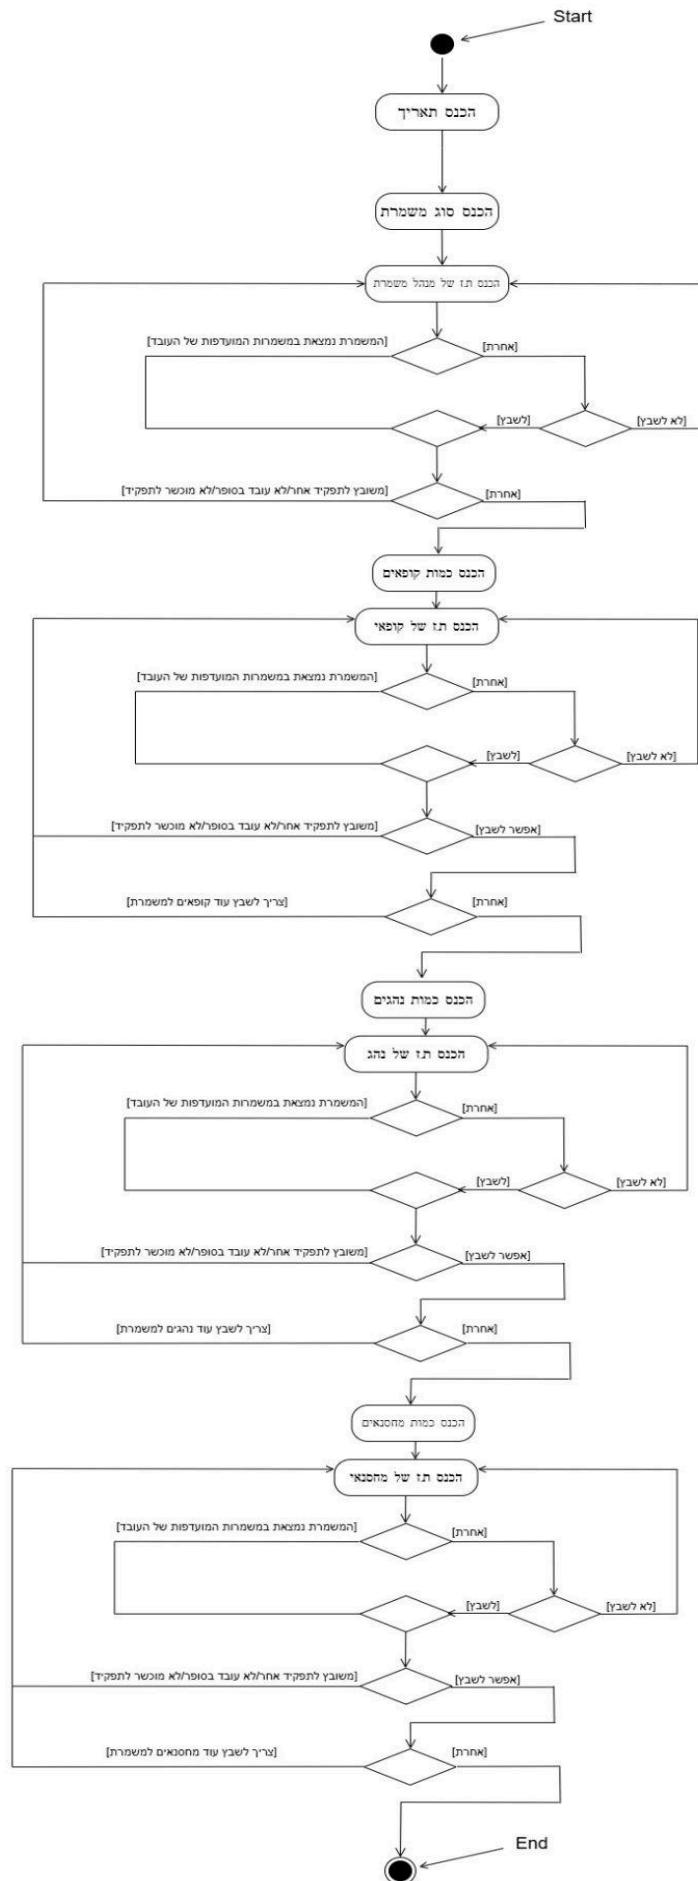 Start
הכנס תאריך
הכנס סוג משמרת
הכנס ת.ז של מנהל משמרת
[המשמרת נמצאת במשמרות המועדפות של העובד]
[אחרת]
[לשבץ]
[לא לשבץ]
[משובץ לתפקיד אחר/לא עובד בסופר/לא מוכשר לתפקיד]
[אחרת]
הכנס כמות קופאים
הכנס ת.ז של קופאי
[המשמרת נמצאת במשמרות המועדפות של העובד]
[אחרת]
[לשבץ]
[לא לשבץ]
[משובץ לתפקיד אחר/לא עובד בסופר/לא מוכשר לתפקיד]
[אפשר לשבץ]
[צריך לשבץ עוד קופאים למשמרת]
[אחרת]
הכנס כמות נהגים
הכנס ת.ז של נהג
[המשמרת נמצאת במשמרות המועדפות של העובד]
[אחרת]
[לשבץ]
[לא לשבץ]
[משובץ לתפקיד אחר/לא עובד בסופר/לא מוכשר לתפקיד]
[אפשר לשבץ]
[צריך לשבץ עוד נהגים למשמרת]
[אחרת]
הכנס כמות מחסנאים
הכנס ת.ז של מחסנאי
[המשמרת נמצאת במשמרות המועדפות של העובד]
[אחרת]
[לשבץ]
[לא לשבץ]
[משובץ לתפקיד אחר/לא עובד בסופר/לא מוכשר לתפקיד]
[אפשר לשבץ]
[צריך לשבץ עוד מחסנאים למשמרת]
[אחרת]
End